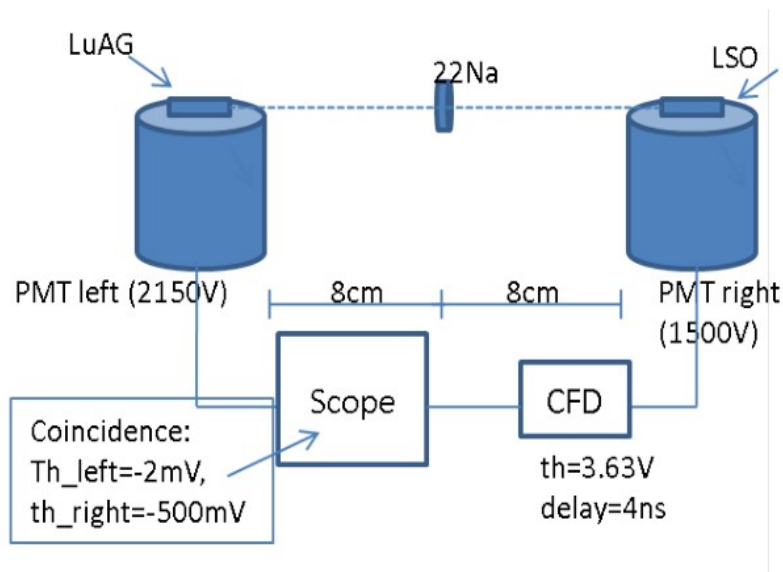 LuAG
22Na
LSO
PMT left (2150V)
8cm
8cm
PMT right
(1500V)
Scope
CFD
Coincidence:
Th_left=-2mV,
th_right=-500mV
th=3.63V
delay=4ns